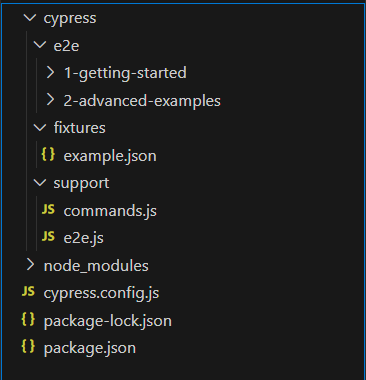 cypress
e2e
1-getting-started
2-advanced-examples
fixtures
{ } example.json
support
JS commands.js
JS e2e.js
node_modules
JS cypress.config.js
{ } package-lock.json
{ } package.json